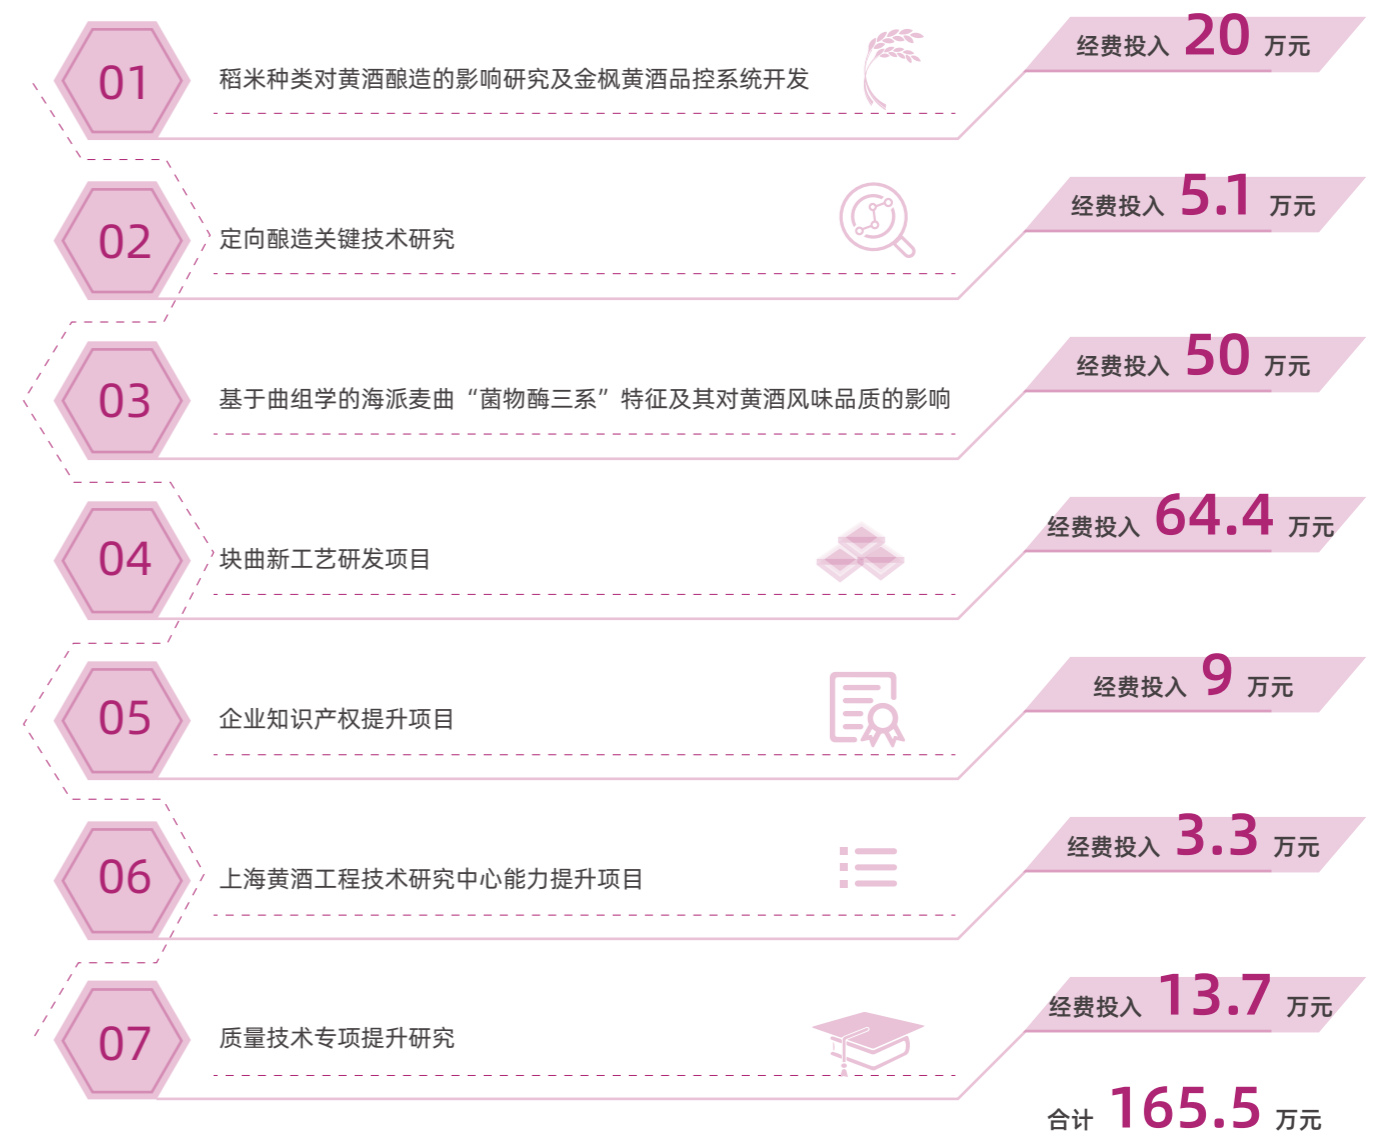 01
稻米种类对黄酒酿造的影响研究及金枫黄酒品控系统开发
经费投入 20 万元
02
定向酿造关键技术研究
经费投入 5.1 万元
03
基于曲组学的海派麦曲“菌物酶三系”特征及其对黄酒风味品质的影响
经费投入 50 万元
04
块曲新工艺研发项目
经费投入 64.4 万元
05
企业知识产权提升项目
经费投入 9 万元
06
上海黄酒工程技术研究中心能力提升项目
经费投入 3.3 万元
07
质量技术专项提升研究
经费投入 13.7 万元
合计 165.5 万元